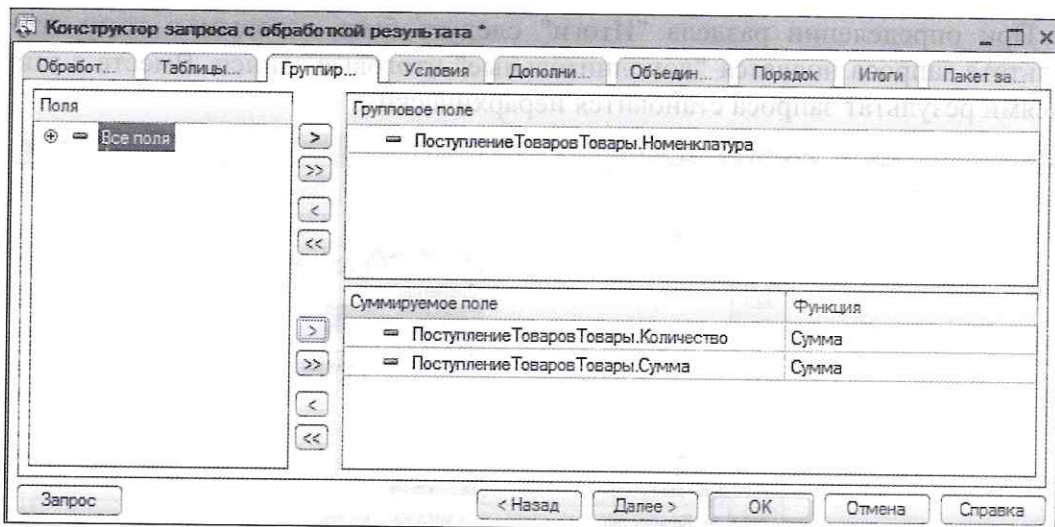 Конструктор запроса с обработкой результата *
Обработ... Таблицы... Группир... Условия Дополни... Объедин... Порядок Итоги Пакет за...
Поля
Все поля
>
>>
<
<<
Групповое поле
ПоступлениеТоваровТовары.Номенклатура
>
>>
<
<<
Суммируемое поле Функция
ПоступлениеТоваровТовары.Количество Сумма
ПоступлениеТоваровТовары.Сумма Сумма
Запрос < Назад Далее > ОК Отмена Справка